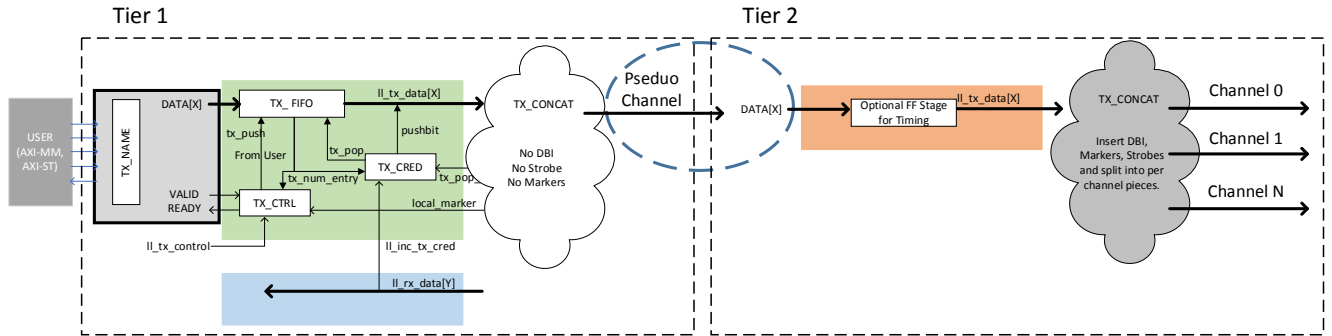 Tier 1
Tier 2
USER
(AXI-MM,
AXI-ST)
TX_NAME
DATA[X]
VALID
READY
TX_ FIFO
ll_tx_data[X]
tx_push
From User
tx_pop
pushbit
TX_CRED
tx_pop_
tx_num_entry
TX_CTRL
local_marker
ll_tx_control
ll_inc_tx_cred
ll_rx_data[Y]
TX_CONCAT
No DBI
No Strobe
No Markers
Pseduo
Channel
DATA[X]
Optional FF Stage
for Timing
ll_tx_data[X]
TX_CONCAT
Insert DBI,
Markers, Strobes
and split into per
channel pieces.
Channel 0
Channel 1
Channel N